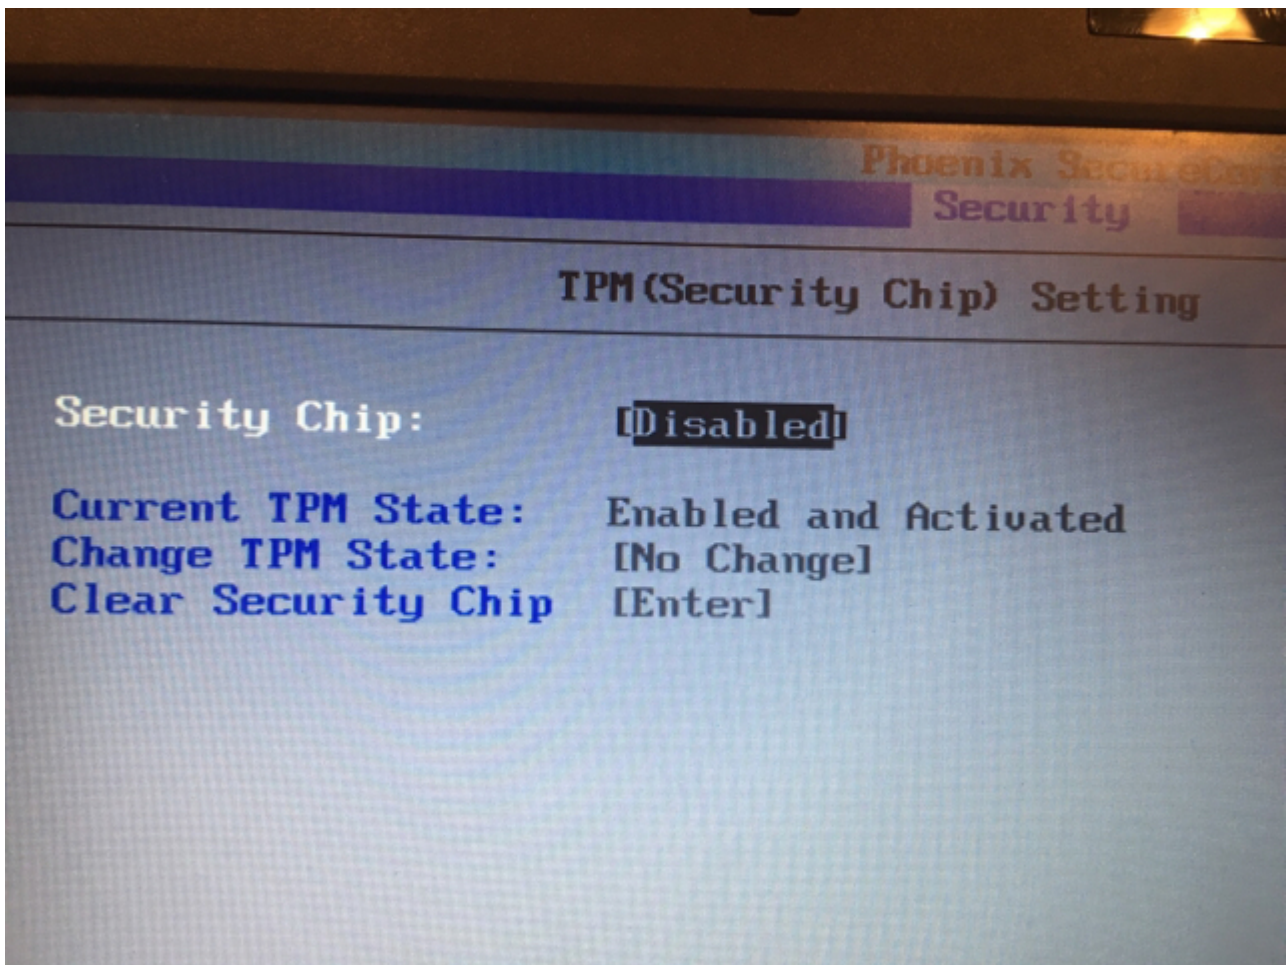 Phoenix
Security
TPM(Security Chip) Setting
Security Chip: [Disabled]
Current TPM State: Enabled and Activated
Change TPM State: [No Change]
Clear Security Chip [Enter]